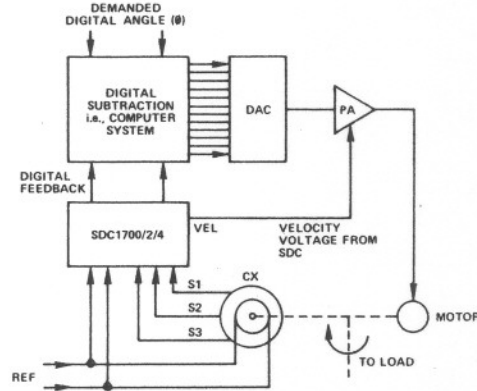 DEMANDED
DIGITAL ANGLE (θ)
DIGITAL
SUBTRACTION
i.e., COMPUTER
SYSTEM
DAC
PA
DIGITAL
FEEDBACK
SDC1700/2/4
VEL
VELOCITY
VOLTAGE FROM
SDC
S1
CX
S2
S3
MOTOR
TO LOAD
REF